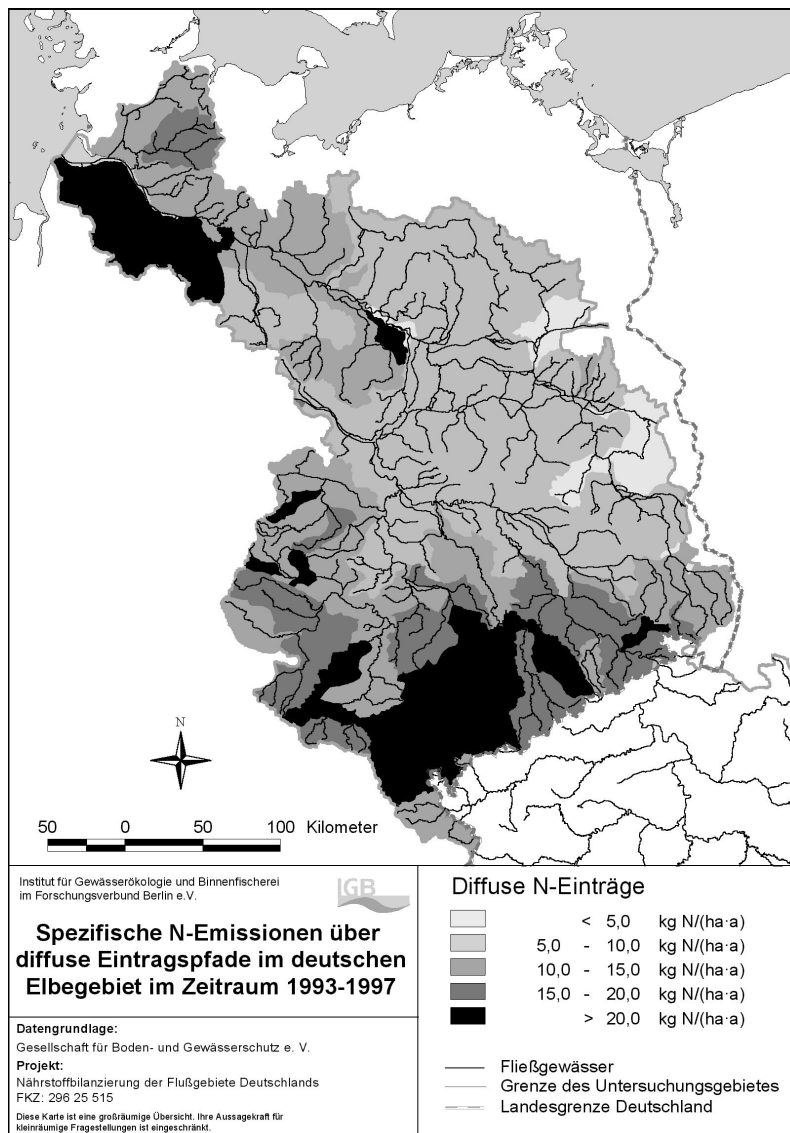 N
50 0 50 100 Kilometer
Institut für Gewässerökologie und Binnenfischerei
im Forschungsverbund Berlin e.V.
IGB
Spezifische N-Emissionen über
diffuse Eintragspfade im deutschen
Elbegebiet im Zeitraum 1993-1997
Datengrundlage:
Gesellschaft für Boden- und Gewässerschutz e. V.
Projekt:
Nährstoffbilanzierung der Flußgebiete Deutschlands
FKZ: 296 25 515
Diese Karte ist eine großräumige Übersicht. Ihre Aussagekraft für
kleinräumige Fragestellungen ist eingeschränkt.
Diffuse N-Einträge
< 5,0 kg N/(ha·a)
5,0 - 10,0 kg N/(ha·a)
10,0 - 15,0 kg N/(ha·a)
15,0 - 20,0 kg N/(ha·a)
> 20,0 kg N/(ha·a)
Fließgewässer
Grenze des Untersuchungsgebietes
Landesgrenze Deutschland